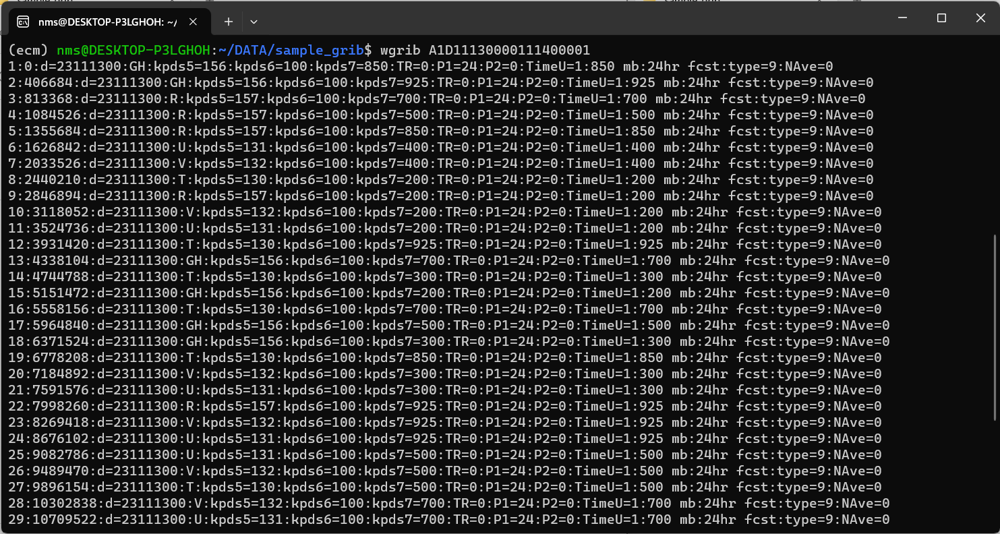 nms@DESKTOP-P3LGHOH: ~/
(ecm) nms@DESKTOP-P3LGHOH:~/DATA/sample_grib$ wgrib A1D11130000111400001
1:0:d=23111300:GH:kpds5=156:kpds6=100:kpds7=850:TR=0:P1=24:P2=0:TimeU=1:850 mb:24hr fcst:type=9:NAve=0
2:406684:d=23111300:GH:kpds5=156:kpds6=100:kpds7=925:TR=0:P1=24:P2=0:TimeU=1:925 mb:24hr fcst:type=9:NAve=0
3:813368:d=23111300:R:kpds5=157:kpds6=100:kpds7=700:TR=0:P1=24:P2=0:TimeU=1:700 mb:24hr fcst:type=9:NAve=0
4:1084526:d=23111300:R:kpds5=157:kpds6=100:kpds7=500:TR=0:P1=24:P2=0:TimeU=1:500 mb:24hr fcst:type=9:NAve=0
5:1355684:d=23111300:R:kpds5=157:kpds6=100:kpds7=850:TR=0:P1=24:P2=0:TimeU=1:850 mb:24hr fcst:type=9:NAve=0
6:1626842:d=23111300:U:kpds5=131:kpds6=100:kpds7=400:TR=0:P1=24:P2=0:TimeU=1:400 mb:24hr fcst:type=9:NAve=0
7:2033526:d=23111300:V:kpds5=132:kpds6=100:kpds7=400:TR=0:P1=24:P2=0:TimeU=1:400 mb:24hr fcst:type=9:NAve=0
8:2440210:d=23111300:T:kpds5=130:kpds6=100:kpds7=200:TR=0:P1=24:P2=0:TimeU=1:200 mb:24hr fcst:type=9:NAve=0
9:2846894:d=23111300:R:kpds5=157:kpds6=100:kpds7=200:TR=0:P1=24:P2=0:TimeU=1:200 mb:24hr fcst:type=9:NAve=0
10:3118052:d=23111300:V:kpds5=132:kpds6=100:kpds7=200:TR=0:P1=24:P2=0:TimeU=1:200 mb:24hr fcst:type=9:NAve=0
11:3524736:d=23111300:U:kpds5=131:kpds6=100:kpds7=200:TR=0:P1=24:P2=0:TimeU=1:200 mb:24hr fcst:type=9:NAve=0
12:3931420:d=23111300:T:kpds5=130:kpds6=100:kpds7=925:TR=0:P1=24:P2=0:TimeU=1:925 mb:24hr fcst:type=9:NAve=0
13:4338104:d=23111300:GH:kpds5=156:kpds6=100:kpds7=700:TR=0:P1=24:P2=0:TimeU=1:700 mb:24hr fcst:type=9:NAve=0
14:4744788:d=23111300:T:kpds5=130:kpds6=100:kpds7=300:TR=0:P1=24:P2=0:TimeU=1:300 mb:24hr fcst:type=9:NAve=0
15:5151472:d=23111300:GH:kpds5=156:kpds6=100:kpds7=200:TR=0:P1=24:P2=0:TimeU=1:200 mb:24hr fcst:type=9:NAve=0
16:5558156:d=23111300:T:kpds5=130:kpds6=100:kpds7=700:TR=0:P1=24:P2=0:TimeU=1:700 mb:24hr fcst:type=9:NAve=0
17:5964840:d=23111300:GH:kpds5=156:kpds6=100:kpds7=500:TR=0:P1=24:P2=0:TimeU=1:500 mb:24hr fcst:type=9:NAve=0
18:6371524:d=23111300:GH:kpds5=156:kpds6=100:kpds7=300:TR=0:P1=24:P2=0:TimeU=1:300 mb:24hr fcst:type=9:NAve=0
19:6778208:d=23111300:T:kpds5=130:kpds6=100:kpds7=850:TR=0:P1=24:P2=0:TimeU=1:850 mb:24hr fcst:type=9:NAve=0
20:7184892:d=23111300:V:kpds5=132:kpds6=100:kpds7=300:TR=0:P1=24:P2=0:TimeU=1:300 mb:24hr fcst:type=9:NAve=0
21:7591576:d=23111300:U:kpds5=131:kpds6=100:kpds7=300:TR=0:P1=24:P2=0:TimeU=1:300 mb:24hr fcst:type=9:NAve=0
22:7998260:d=23111300:R:kpds5=157:kpds6=100:kpds7=925:TR=0:P1=24:P2=0:TimeU=1:925 mb:24hr fcst:type=9:NAve=0
23:8269418:d=23111300:V:kpds5=132:kpds6=100:kpds7=925:TR=0:P1=24:P2=0:TimeU=1:925 mb:24hr fcst:type=9:NAve=0
24:8676102:d=23111300:U:kpds5=131:kpds6=100:kpds7=925:TR=0:P1=24:P2=0:TimeU=1:925 mb:24hr fcst:type=9:NAve=0
25:9082786:d=23111300:U:kpds5=131:kpds6=100:kpds7=500:TR=0:P1=24:P2=0:TimeU=1:500 mb:24hr fcst:type=9:NAve=0
26:9489470:d=23111300:V:kpds5=132:kpds6=100:kpds7=500:TR=0:P1=24:P2=0:TimeU=1:500 mb:24hr fcst:type=9:NAve=0
27:9896154:d=23111300:T:kpds5=130:kpds6=100:kpds7=500:TR=0:P1=24:P2=0:TimeU=1:500 mb:24hr fcst:type=9:NAve=0
28:10302838:d=23111300:V:kpds5=132:kpds6=100:kpds7=700:TR=0:P1=24:P2=0:TimeU=1:700 mb:24hr fcst:type=9:NAve=0
29:10709522:d=23111300:U:kpds5=131:kpds6=100:kpds7=700:TR=0:P1=24:P2=0:TimeU=1:700 mb:24hr fcst:type=9:NAve=0